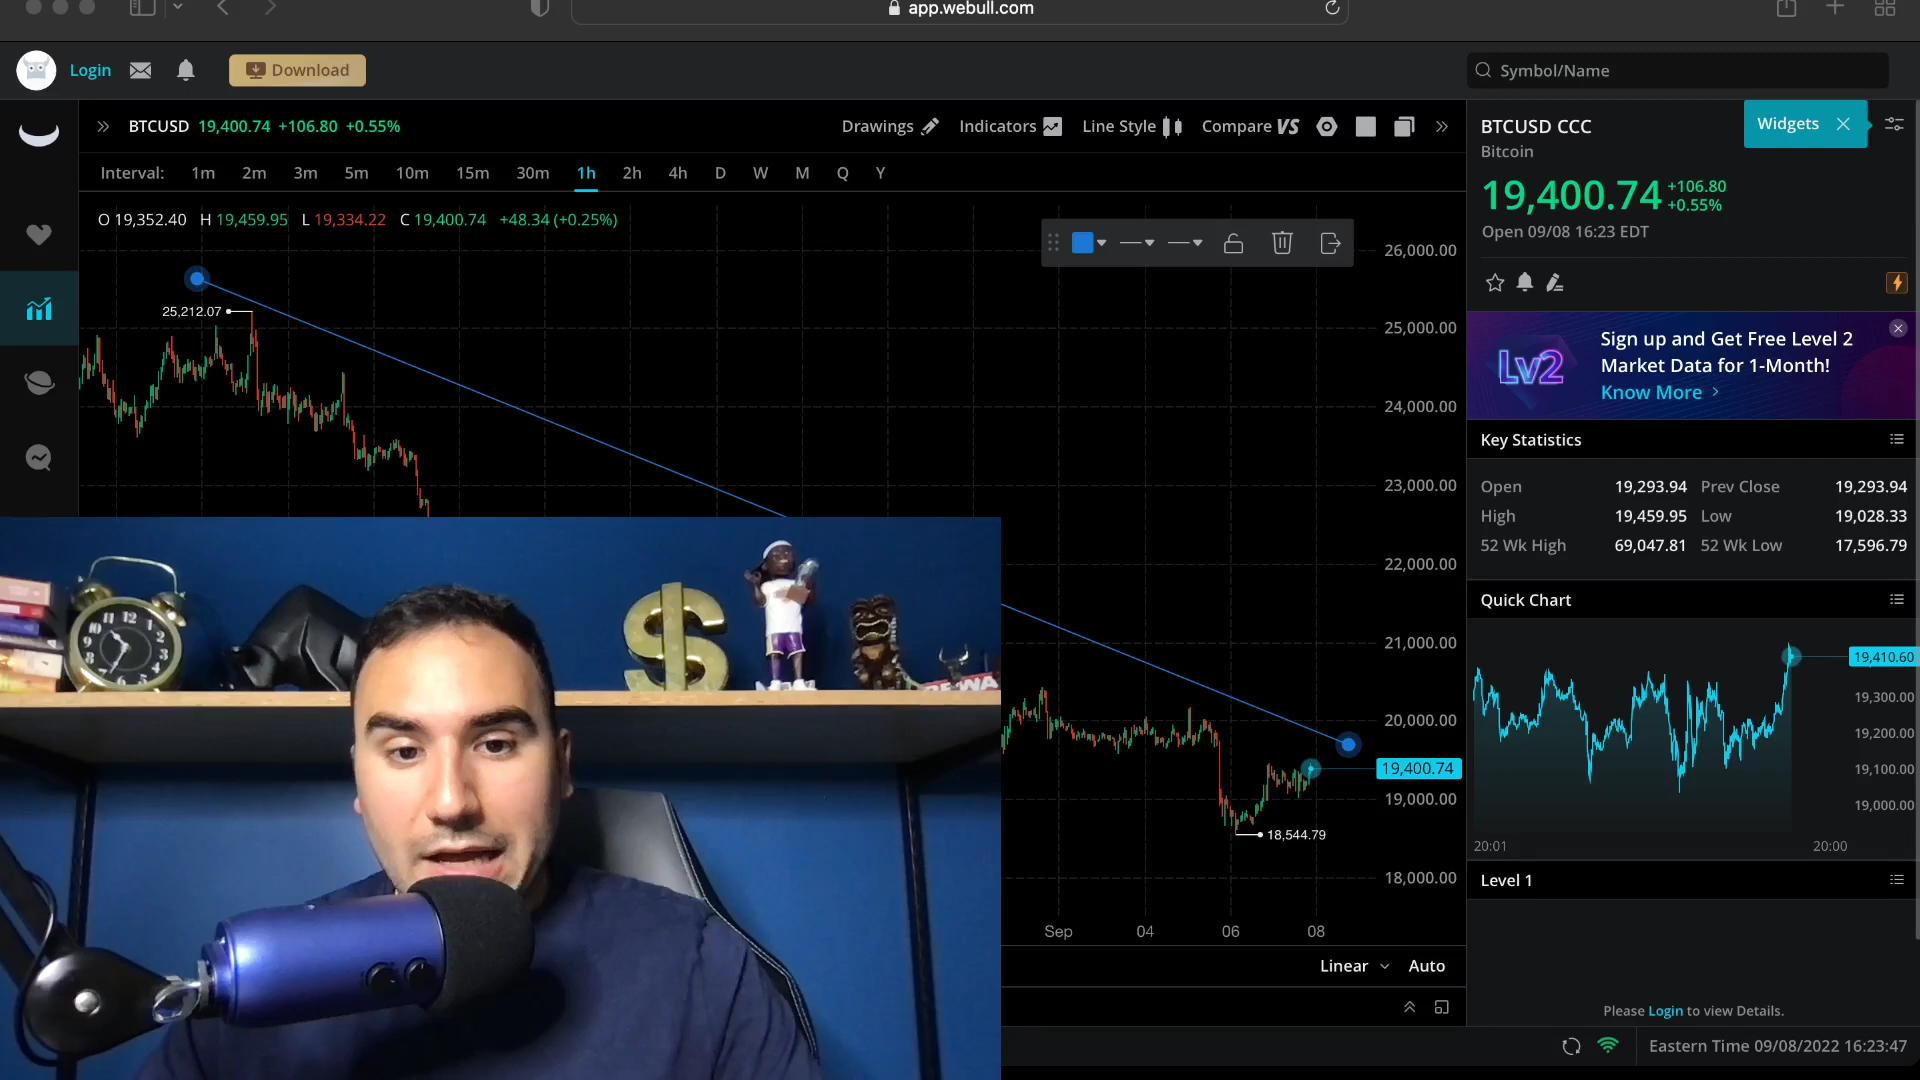 app.webull.com
Login
Download
Symbol/Name
BTCUSD 19,400.74 +106.80 +0.55%
Drawings Indicators Line Style Compare VS
Interval: 1m 2m 3m 5m 10m 15m 30m 1h 2h 4h D W M Q Y
O 19,352.40 H 19,459.95 L 19,334.22 C 19,400.74 +48.34 (+0.25%)
25,212.07
26,000.00
25,000.00
24,000.00
23,000.00
22,000.00
21,000.00
20,000.00
19,400.74
19,000.00
18,000.00
18,544.79
Sep 04 06 08
Linear Auto
BTCUSD CCC
Widgets
Bitcoin
19,400.74 +106.80
+0.55%
Open 09/08 16:23 EDT
Lv2
Sign up and Get Free Level 2
Market Data for 1-Month!
Know More >
Key Statistics
Open 19,293.94 Prev Close 19,293.94
High 19,459.95 Low 19,028.33
52 Wk High 69,047.81 52 Wk Low 17,596.79
Quick Chart
19,410.60
19,300.00
19,200.00
19,100.00
19,000.00
20:01 20:00
Level 1
Please Login to view Details.
Eastern Time 09/08/2022 16:23:47